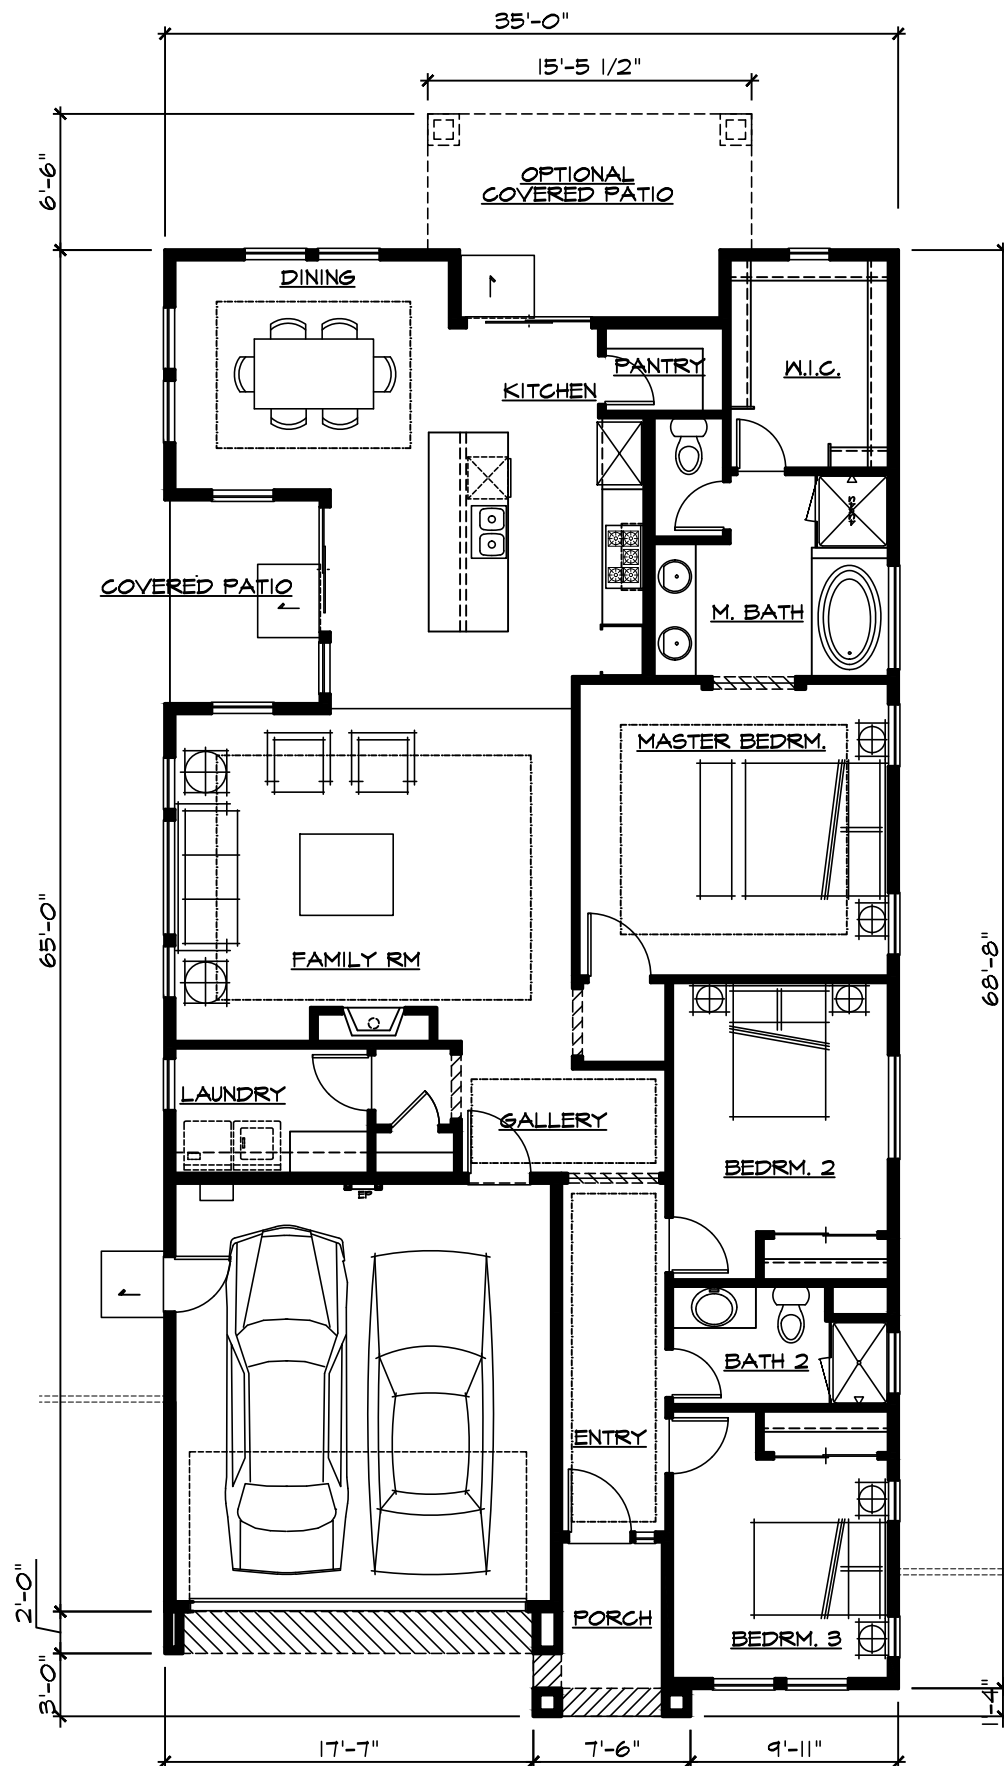 35'-0"
15'-5 1/2"
6'-6"
OPTIONAL
COVERED PATIO
DINING
PANTRY
W.I.C.
KITCHEN
COVERED PATIO
M. BATH
MASTER BEDRM.
65'-0"
FAMILY RM
68'-8"
LAUNDRY
GALLERY
BEDRM. 2
EP
BATH 2
ENTRY
2'-0"
PORCH
BEDRM. 3
3'-0"
1'-4"
17'-7"
7'-6"
9'-11"